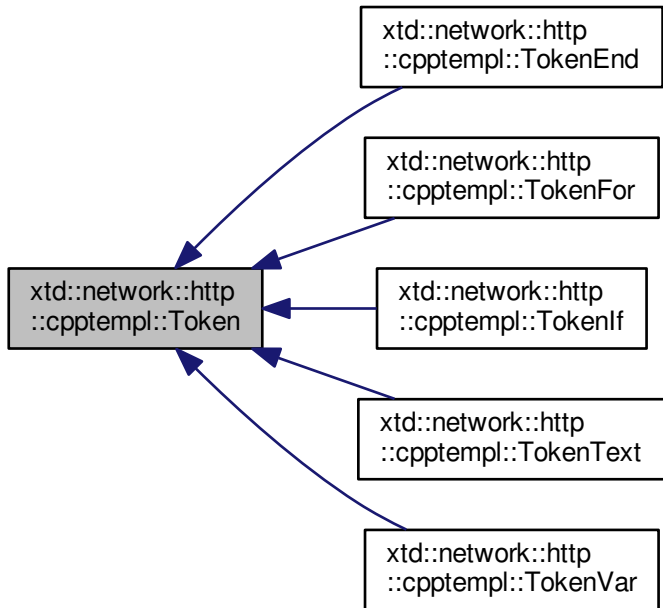 xtd::network::http
::cpptempl::TokenEnd
xtd::network::http
::cpptempl::TokenFor
xtd::network::http
::cpptempl::Token
xtd::network::http
::cpptempl::TokenIf
xtd::network::http
::cpptempl::TokenText
xtd::network::http
::cpptempl::TokenVar